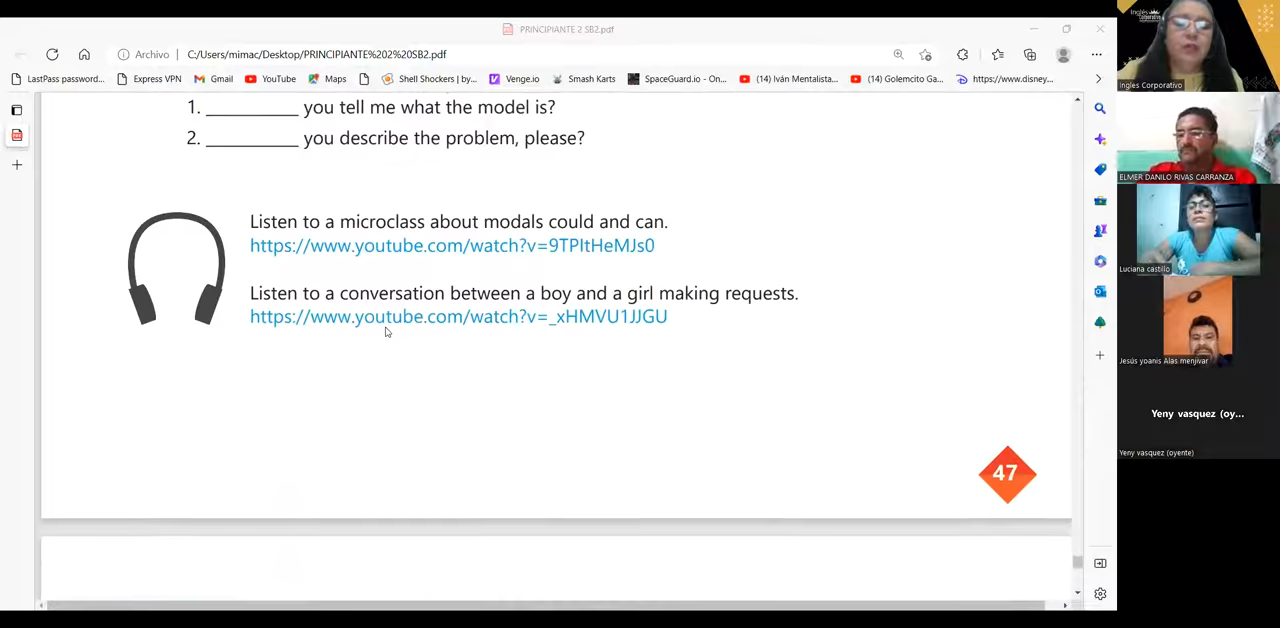 PRINCIPIANTE 2 SB2.pdf
Archivo
C:/Users/mimac/Desktop/PRINCIPIANTE%202%20SB2.pdf
LastPass password...
Express VPN
Gmail
YouTube
Maps
Shell Shockers | by...
Venge.io
Smash Karts
SpaceGuard.io - On...
(14) Iván Mentalista...
(14) Golemcito Ga...
https://www.disney...
1. __________ you tell me what the model is?
2. __________ you describe the problem, please?
Listen to a microclass about modals could and can.
https://www.youtube.com/watch?v=9TPItHeMJs0
Listen to a conversation between a boy and a girl making requests.
https://www.youtube.com/watch?v=_xHMVU1JJGU
47
Inglés
Corporativo
Ingles Corporativo
ELMER DANILO RIVAS CARRANZA
Luciana castillo
Jesús yoanis Alas menjivar
Yeny vasquez (oy...
Yeny vasquez (oyente)